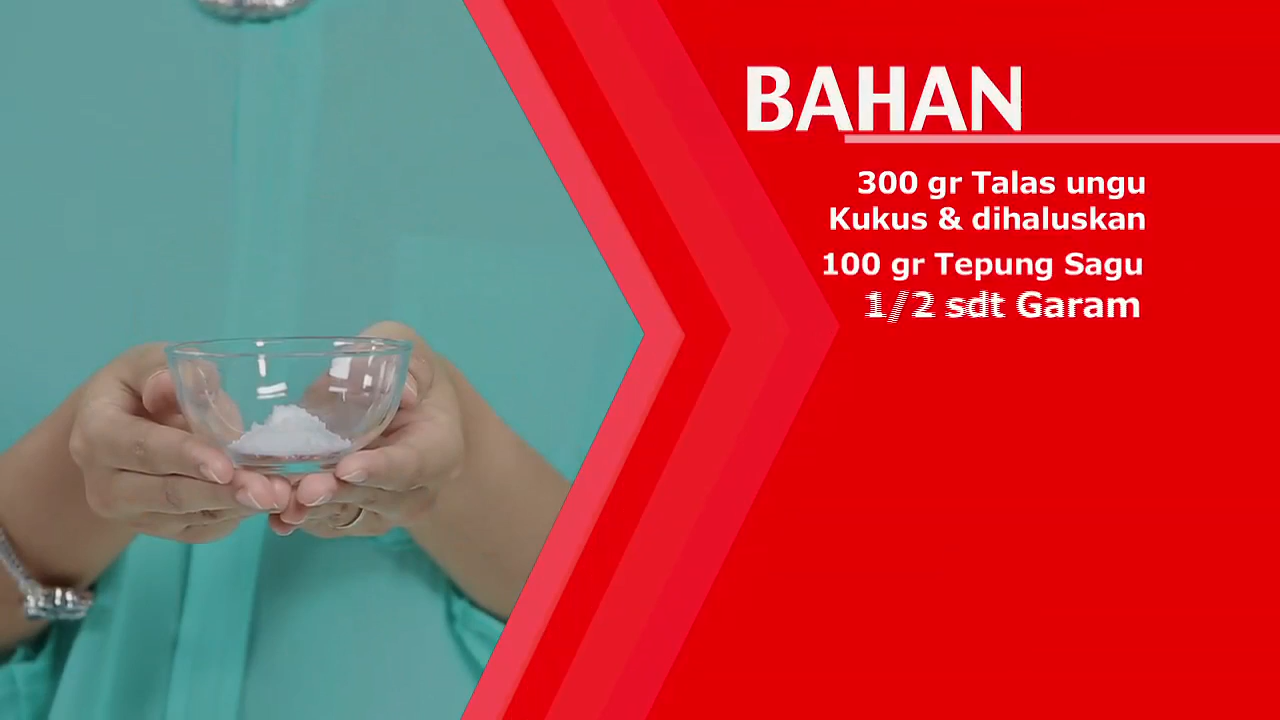 BAHAN
300 gr Talas ungu
Kukus & dihaluskan
100 gr Tepung Sagu
1/2 sdt Garam